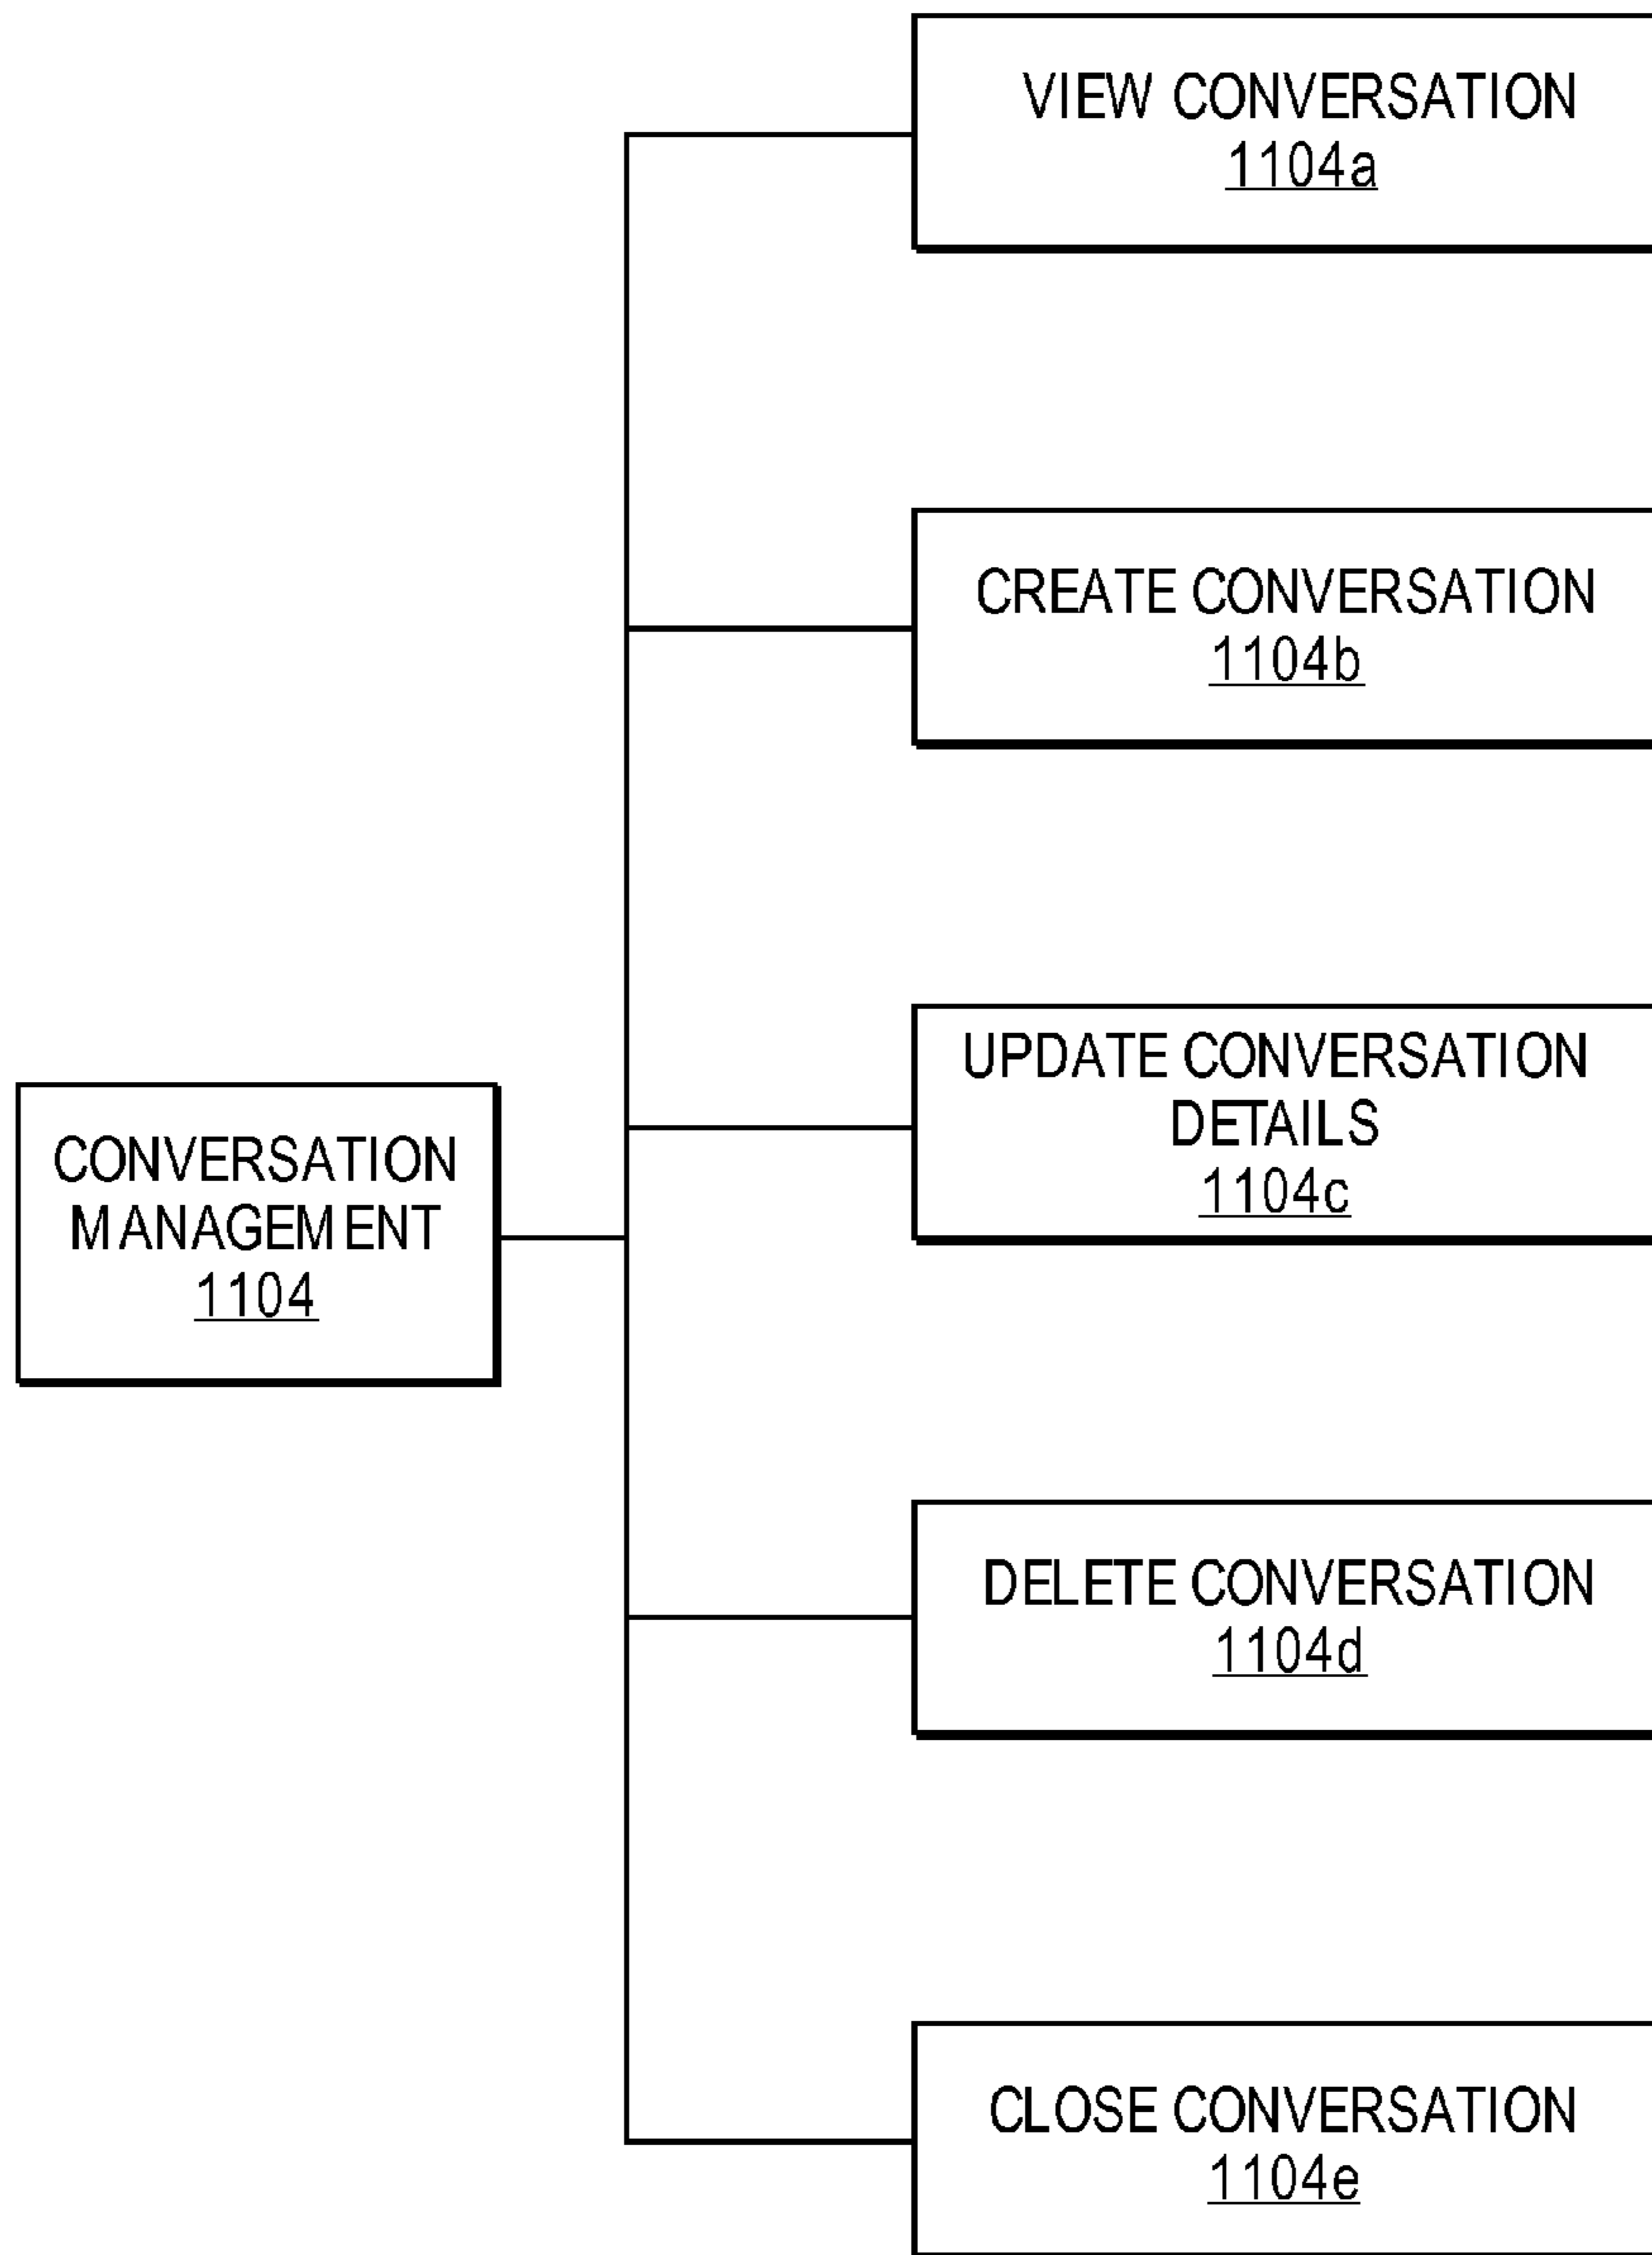 VIEW CONVERSATION
1104a
CREATE CONVERSATION
1104b
UPDATE CONVERSATION
DETAILS
1104c
CONVERSATION
MANAGEMENT
1104
DELETE CONVERSATION
1104d
CLOSE CONVERSATION
1104e